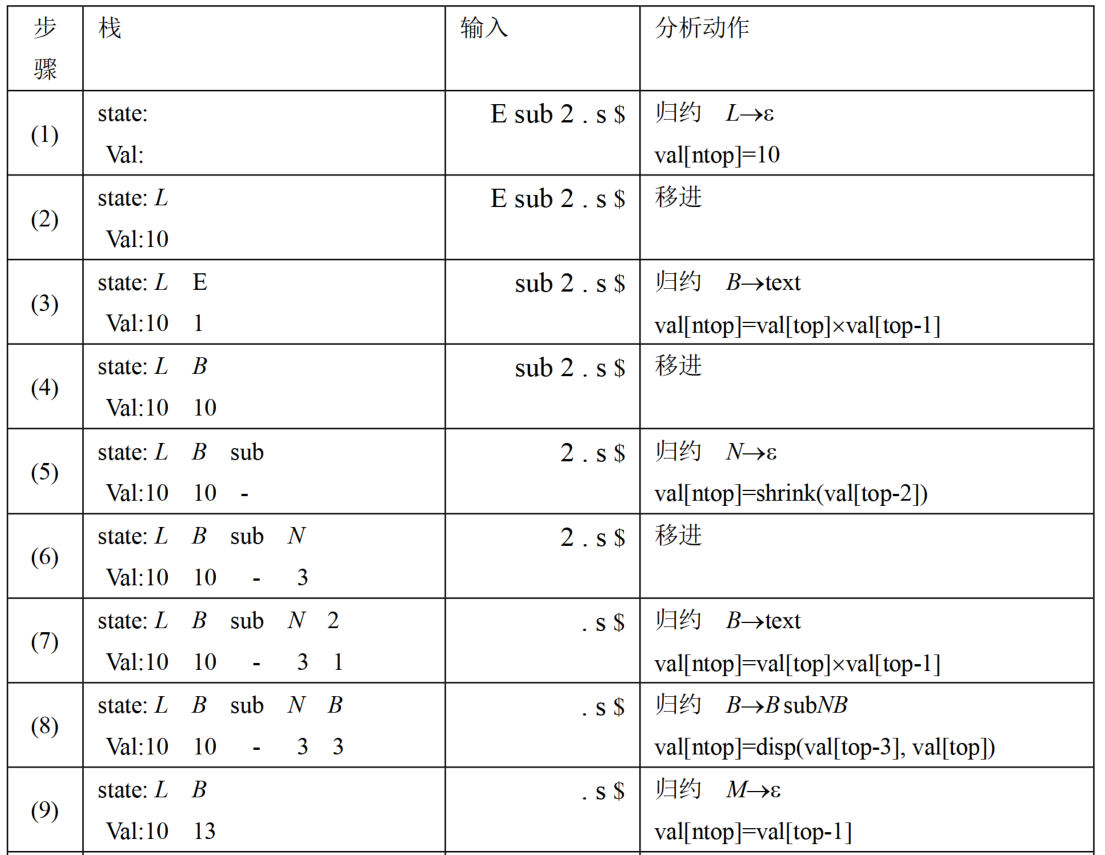 步骤 栈 输入 分析动作
(1) state: E sub 2 . s $ 归约 L→ε
Val: val[ntop]=10
(2) state: L E sub 2 . s $ 移进
Val:10
(3) state: L E sub 2 . s $ 归约 B→text
Val:10 1 val[ntop]=val[top]×val[top-1]
(4) state: L B sub 2 . s $ 移进
Val:10 10
(5) state: L B sub 2 . s $ 归约 N→ε
Val:10 10 - val[ntop]=shrink(val[top-2])
(6) state: L B sub N 2 . s $ 移进
Val:10 10 - 3
(7) state: L B sub N 2 . s $ 归约 B→text
Val:10 10 - 3 1 val[ntop]=val[top]×val[top-1]
(8) state: L B sub N B . s $ 归约 B→B subNB
Val:10 10 - 3 3 val[ntop]=disp(val[top-3], val[top])
(9) state: L B . s $ 归约 M→ε
Val:10 13 val[ntop]=val[top-1]